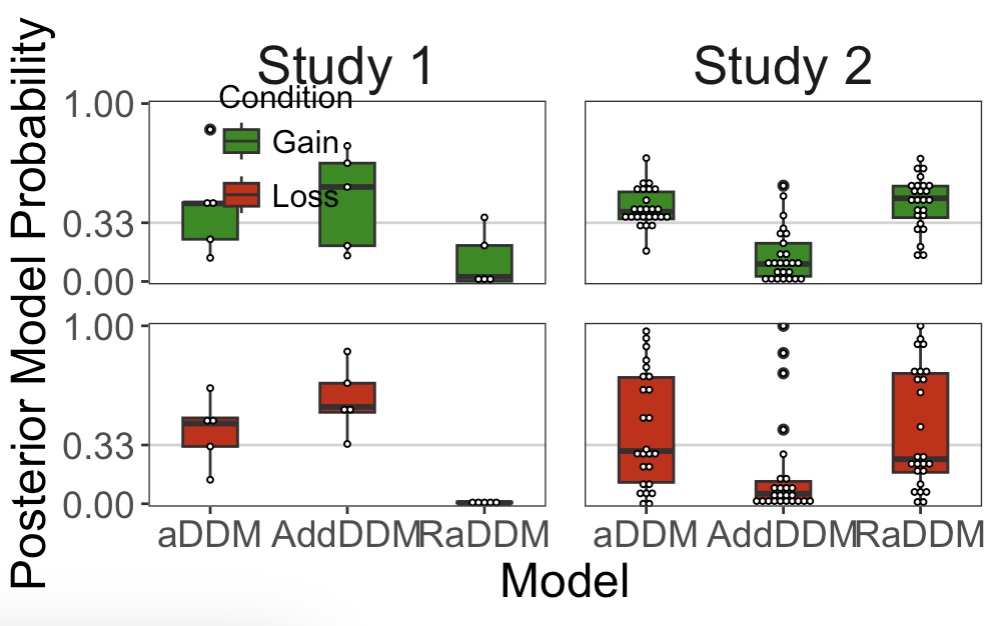 Posterior Model Probability
Study 1
Study 2
Condition
Gain
Loss
1.00
0.33
0.00
1.00
0.33
0.00
aDDM AddDDM RaDDM
aDDM AddDDM RaDDM
Model